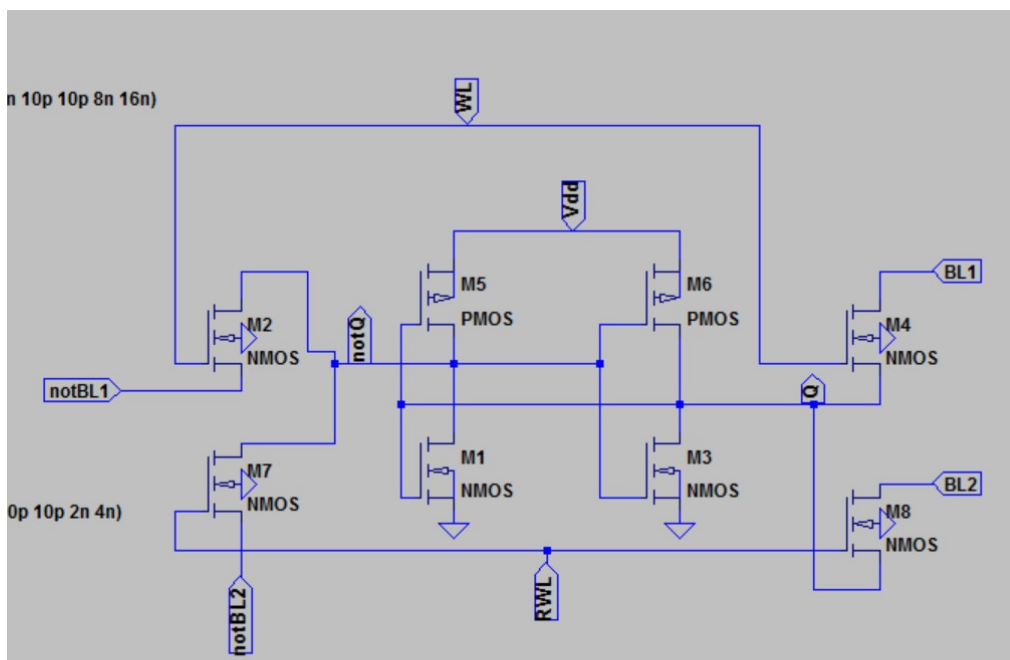 WL
n 10p 10p 8n 16n)
Vdd
BL1
M5
M6
PMOS
PMOS
M2
NMOS
notQ
M4
NMOS
notBL1
Q
M1
NMOS
M3
NMOS
M7
NMOS
BL2
M8
NMOS
0p 10p 2n 4n)
notBL2
RWL